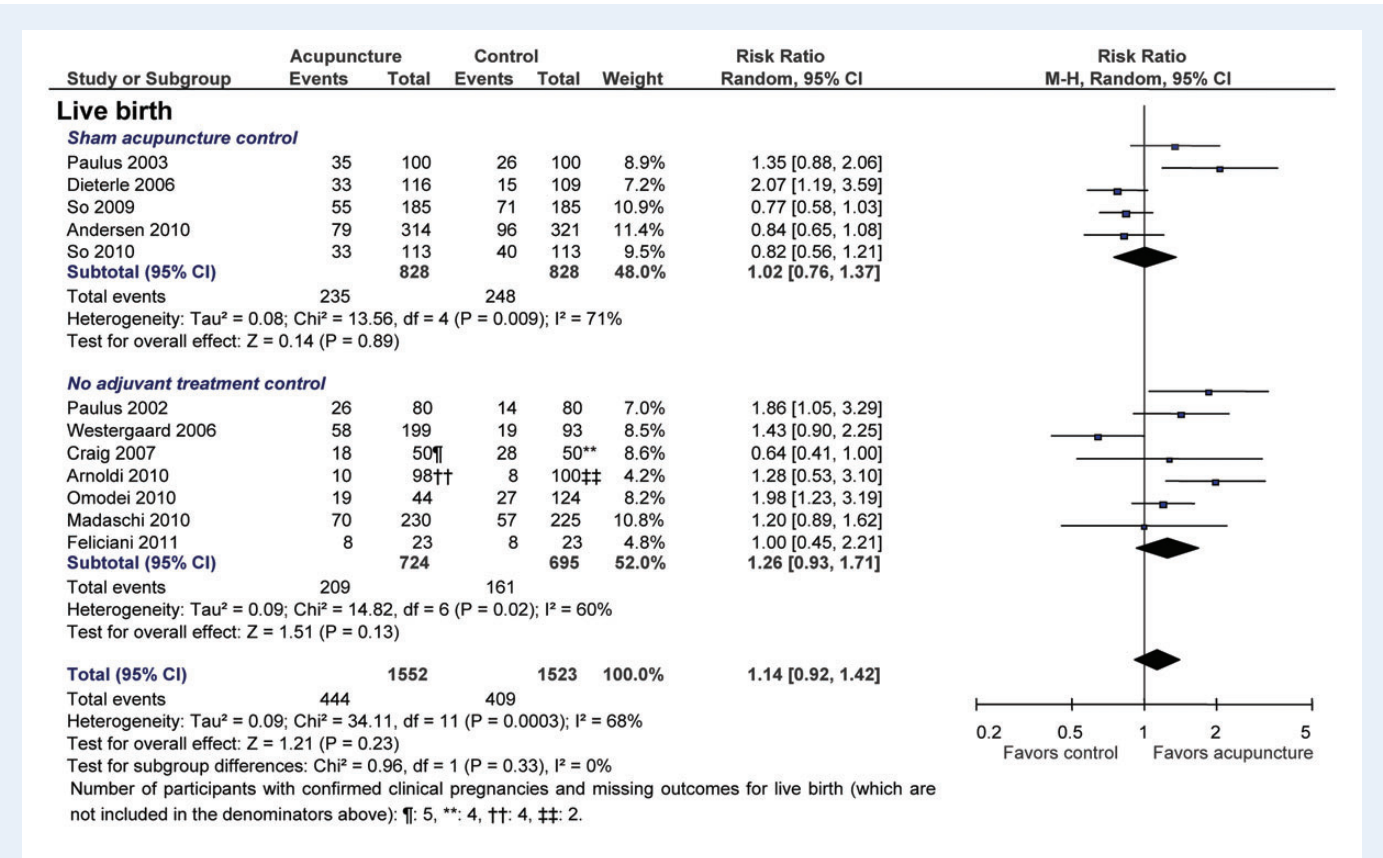 Acupuncture Control Risk Ratio Risk Ratio
Study or Subgroup Events Total Events Total Weight Random, 95% CI M-H, Random, 95% CI
Live birth
Sham acupuncture control
Paulus 2003 35 100 26 100 8.9% 1.35 [0.88, 2.06]
Dieterle 2006 33 116 15 109 7.2% 2.07 [1.19, 3.59]
So 2009 55 185 71 185 10.9% 0.77 [0.58, 1.03]
Andersen 2010 79 314 96 321 11.4% 0.84 [0.65, 1.08]
So 2010 33 113 40 113 9.5% 0.82 [0.56, 1.21]
Subtotal (95% CI) 828 828 48.0% 1.02 [0.76, 1.37]
Total events 235 248
Heterogeneity: Tau² = 0.08; Chi² = 13.56, df = 4 (P = 0.009); I² = 71%
Test for overall effect: Z = 0.14 (P = 0.89)
No adjuvant treatment control
Paulus 2002 26 80 14 80 7.0% 1.86 [1.05, 3.29]
Westergaard 2006 58 199 19 93 8.5% 1.43 [0.90, 2.25]
Craig 2007 18 50¶ 28 50** 8.6% 0.64 [0.41, 1.00]
Arnoldi 2010 10 98†† 8 100‡‡ 4.2% 1.28 [0.53, 3.10]
Omodei 2010 19 44 27 124 8.2% 1.98 [1.23, 3.19]
Madaschi 2010 70 230 57 225 10.8% 1.20 [0.89, 1.62]
Feliciani 2011 8 23 8 23 4.8% 1.00 [0.45, 2.21]
Subtotal (95% CI) 724 695 52.0% 1.26 [0.93, 1.71]
Total events 209 161
Heterogeneity: Tau² = 0.09; Chi² = 14.82, df = 6 (P = 0.02); I² = 60%
Test for overall effect: Z = 1.51 (P = 0.13)
Total (95% CI) 1552 1523 100.0% 1.14 [0.92, 1.42]
Total events 444 409
Heterogeneity: Tau² = 0.09; Chi² = 34.11, df = 11 (P = 0.0003); I² = 68%
Test for overall effect: Z = 1.21 (P = 0.23)
Test for subgroup differences: Chi² = 0.96, df = 1 (P = 0.33), I² = 0%
0.2 0.5 1 2 5
Favors control Favors acupuncture
Number of participants with confirmed clinical pregnancies and missing outcomes for live birth (which are
not included in the denominators above): ¶: 5, **: 4, ††: 4, ‡‡: 2.